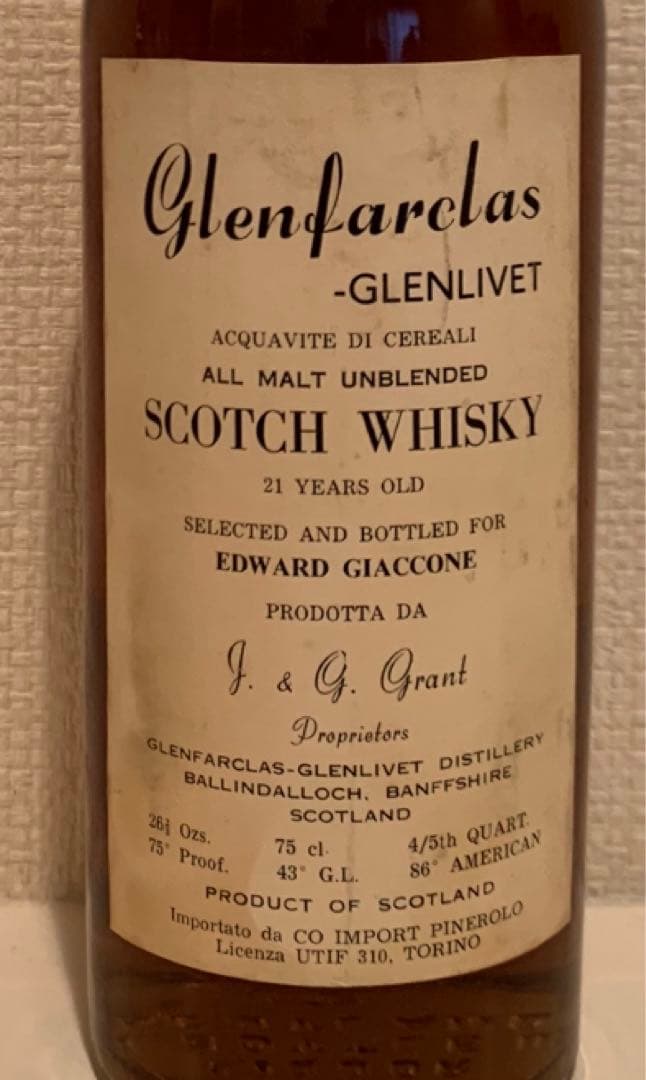 Glenfarclas
-GLENLIVET
ACQUAVITE DI CEREALI
ALL MALT UNBLENDED
SCOTCH WHISKY
21 YEARS OLD
SELECTED AND BOTTLED FOR
EDWARD GIACCONE
PRODOTTA DA
J. & G. Grant
Proprietors
GLENFARCLAS-GLENLIVET DISTILLERY
BALLINDALLOCH, BANFFSHIRE
SCOTLAND
Ozs. 75 cl. 4/5th QUART
75° Proof. 43° G.L. 86° AMERICAN
PRODUCT OF SCOTLAND
Importato da CO IMPORT PINEROLO
Licenza UTIF 310, TORINO